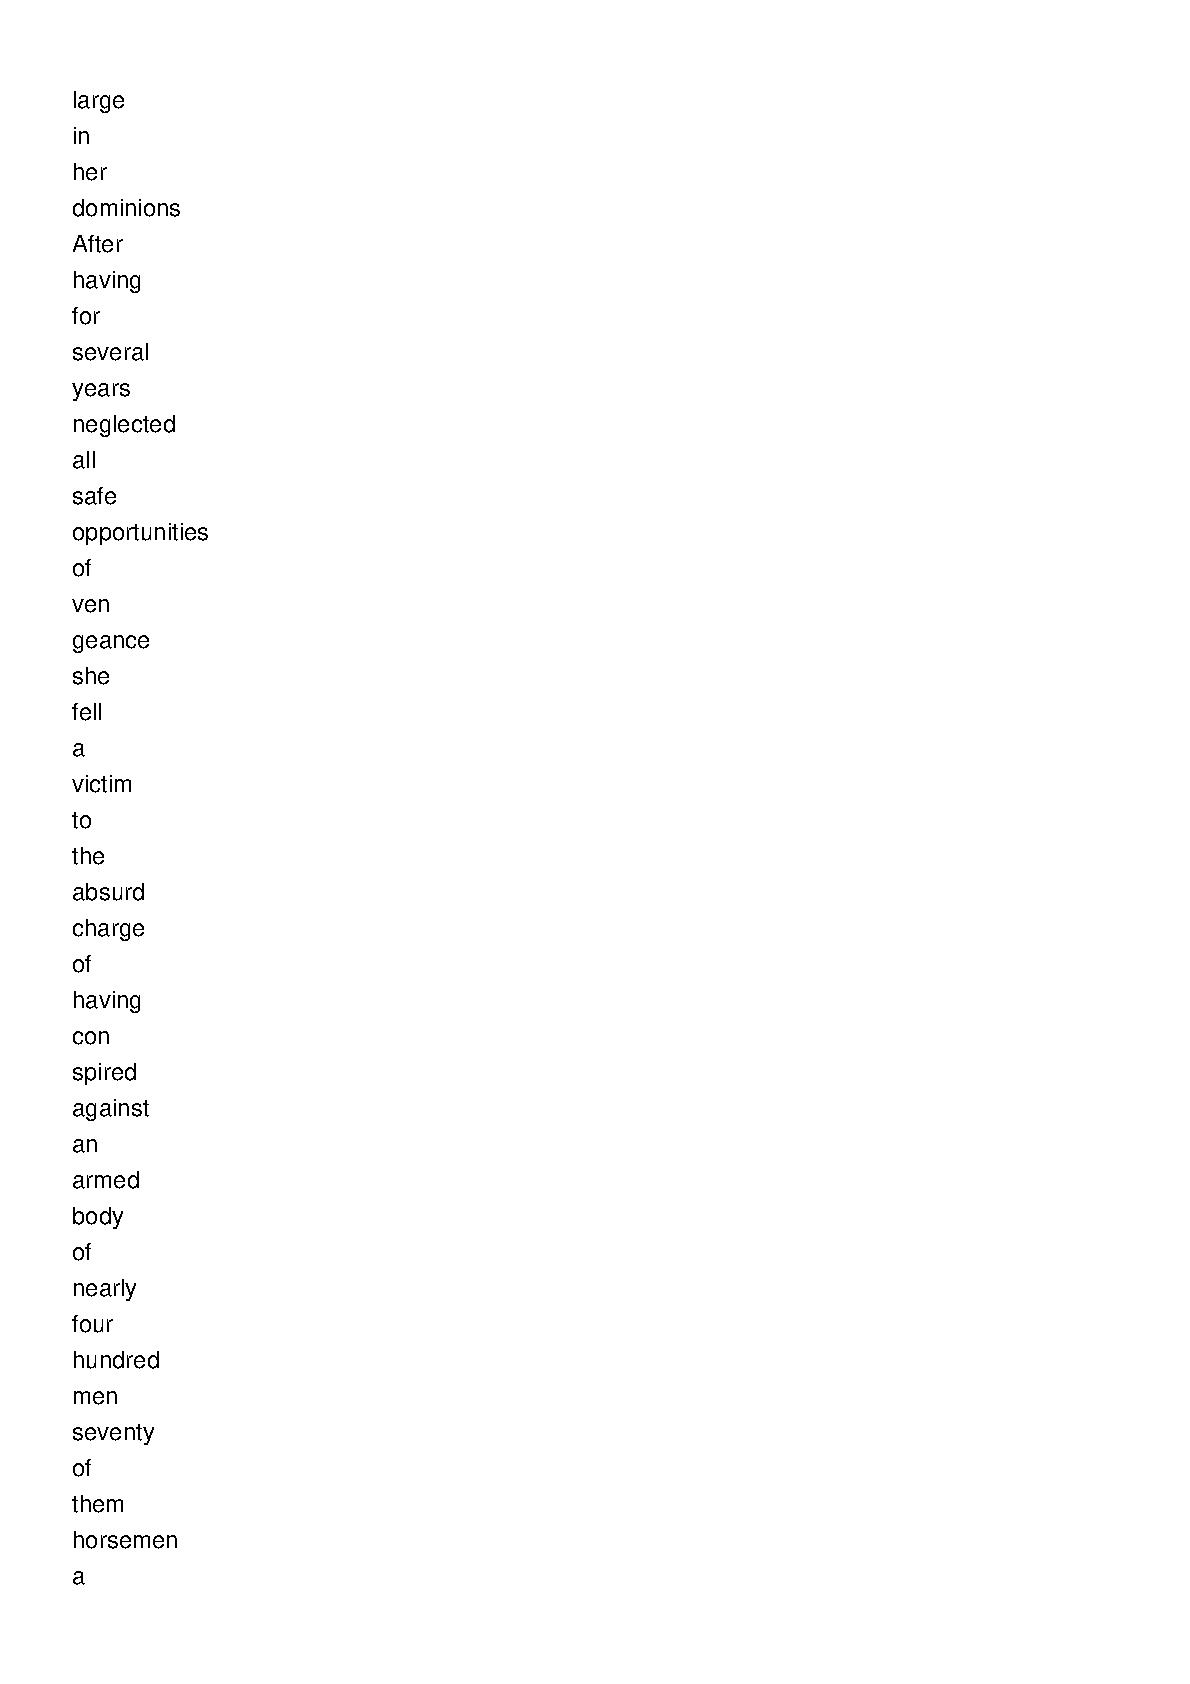 large
in
her
dominions
After
having
for
several
years
neglected
all
safe
opportunities
of
ven
geance
she
fell
a
victim
to
the
absurd
charge
of
having
con
spired
against
an
armed
body
of
nearly
four
hundred
men
seventy
of
them
horsemen
a